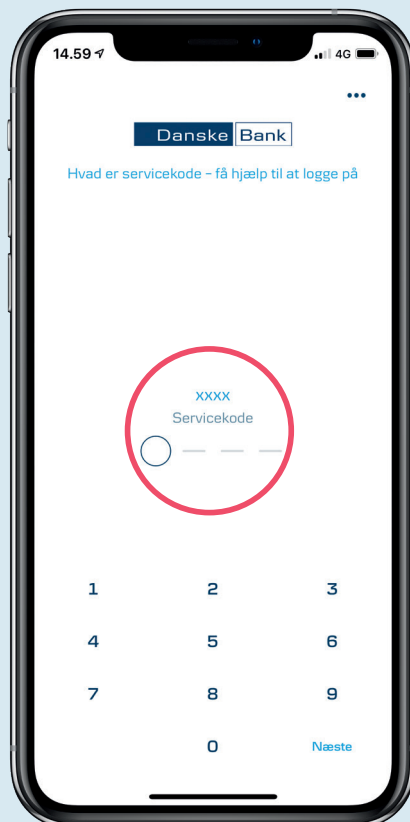 14.59
4G
•••
Danske Bank
Hvad er servicekode – få hjælp til at logge på
xxxx
Servicekode
1 2 3
4 5 6
7 8 9
0 Næste